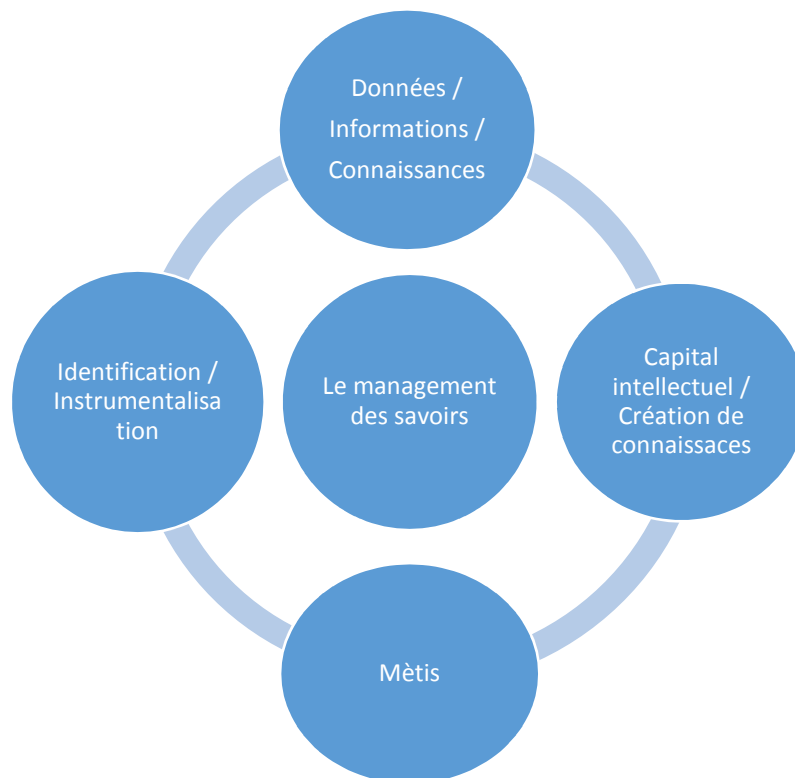 Données /
Informations /
Connaissances
Identification /
Instrumentalisa
tion
Le management
des savoirs
Capital
intellectuel /
Création de
connaissaces
Mètis